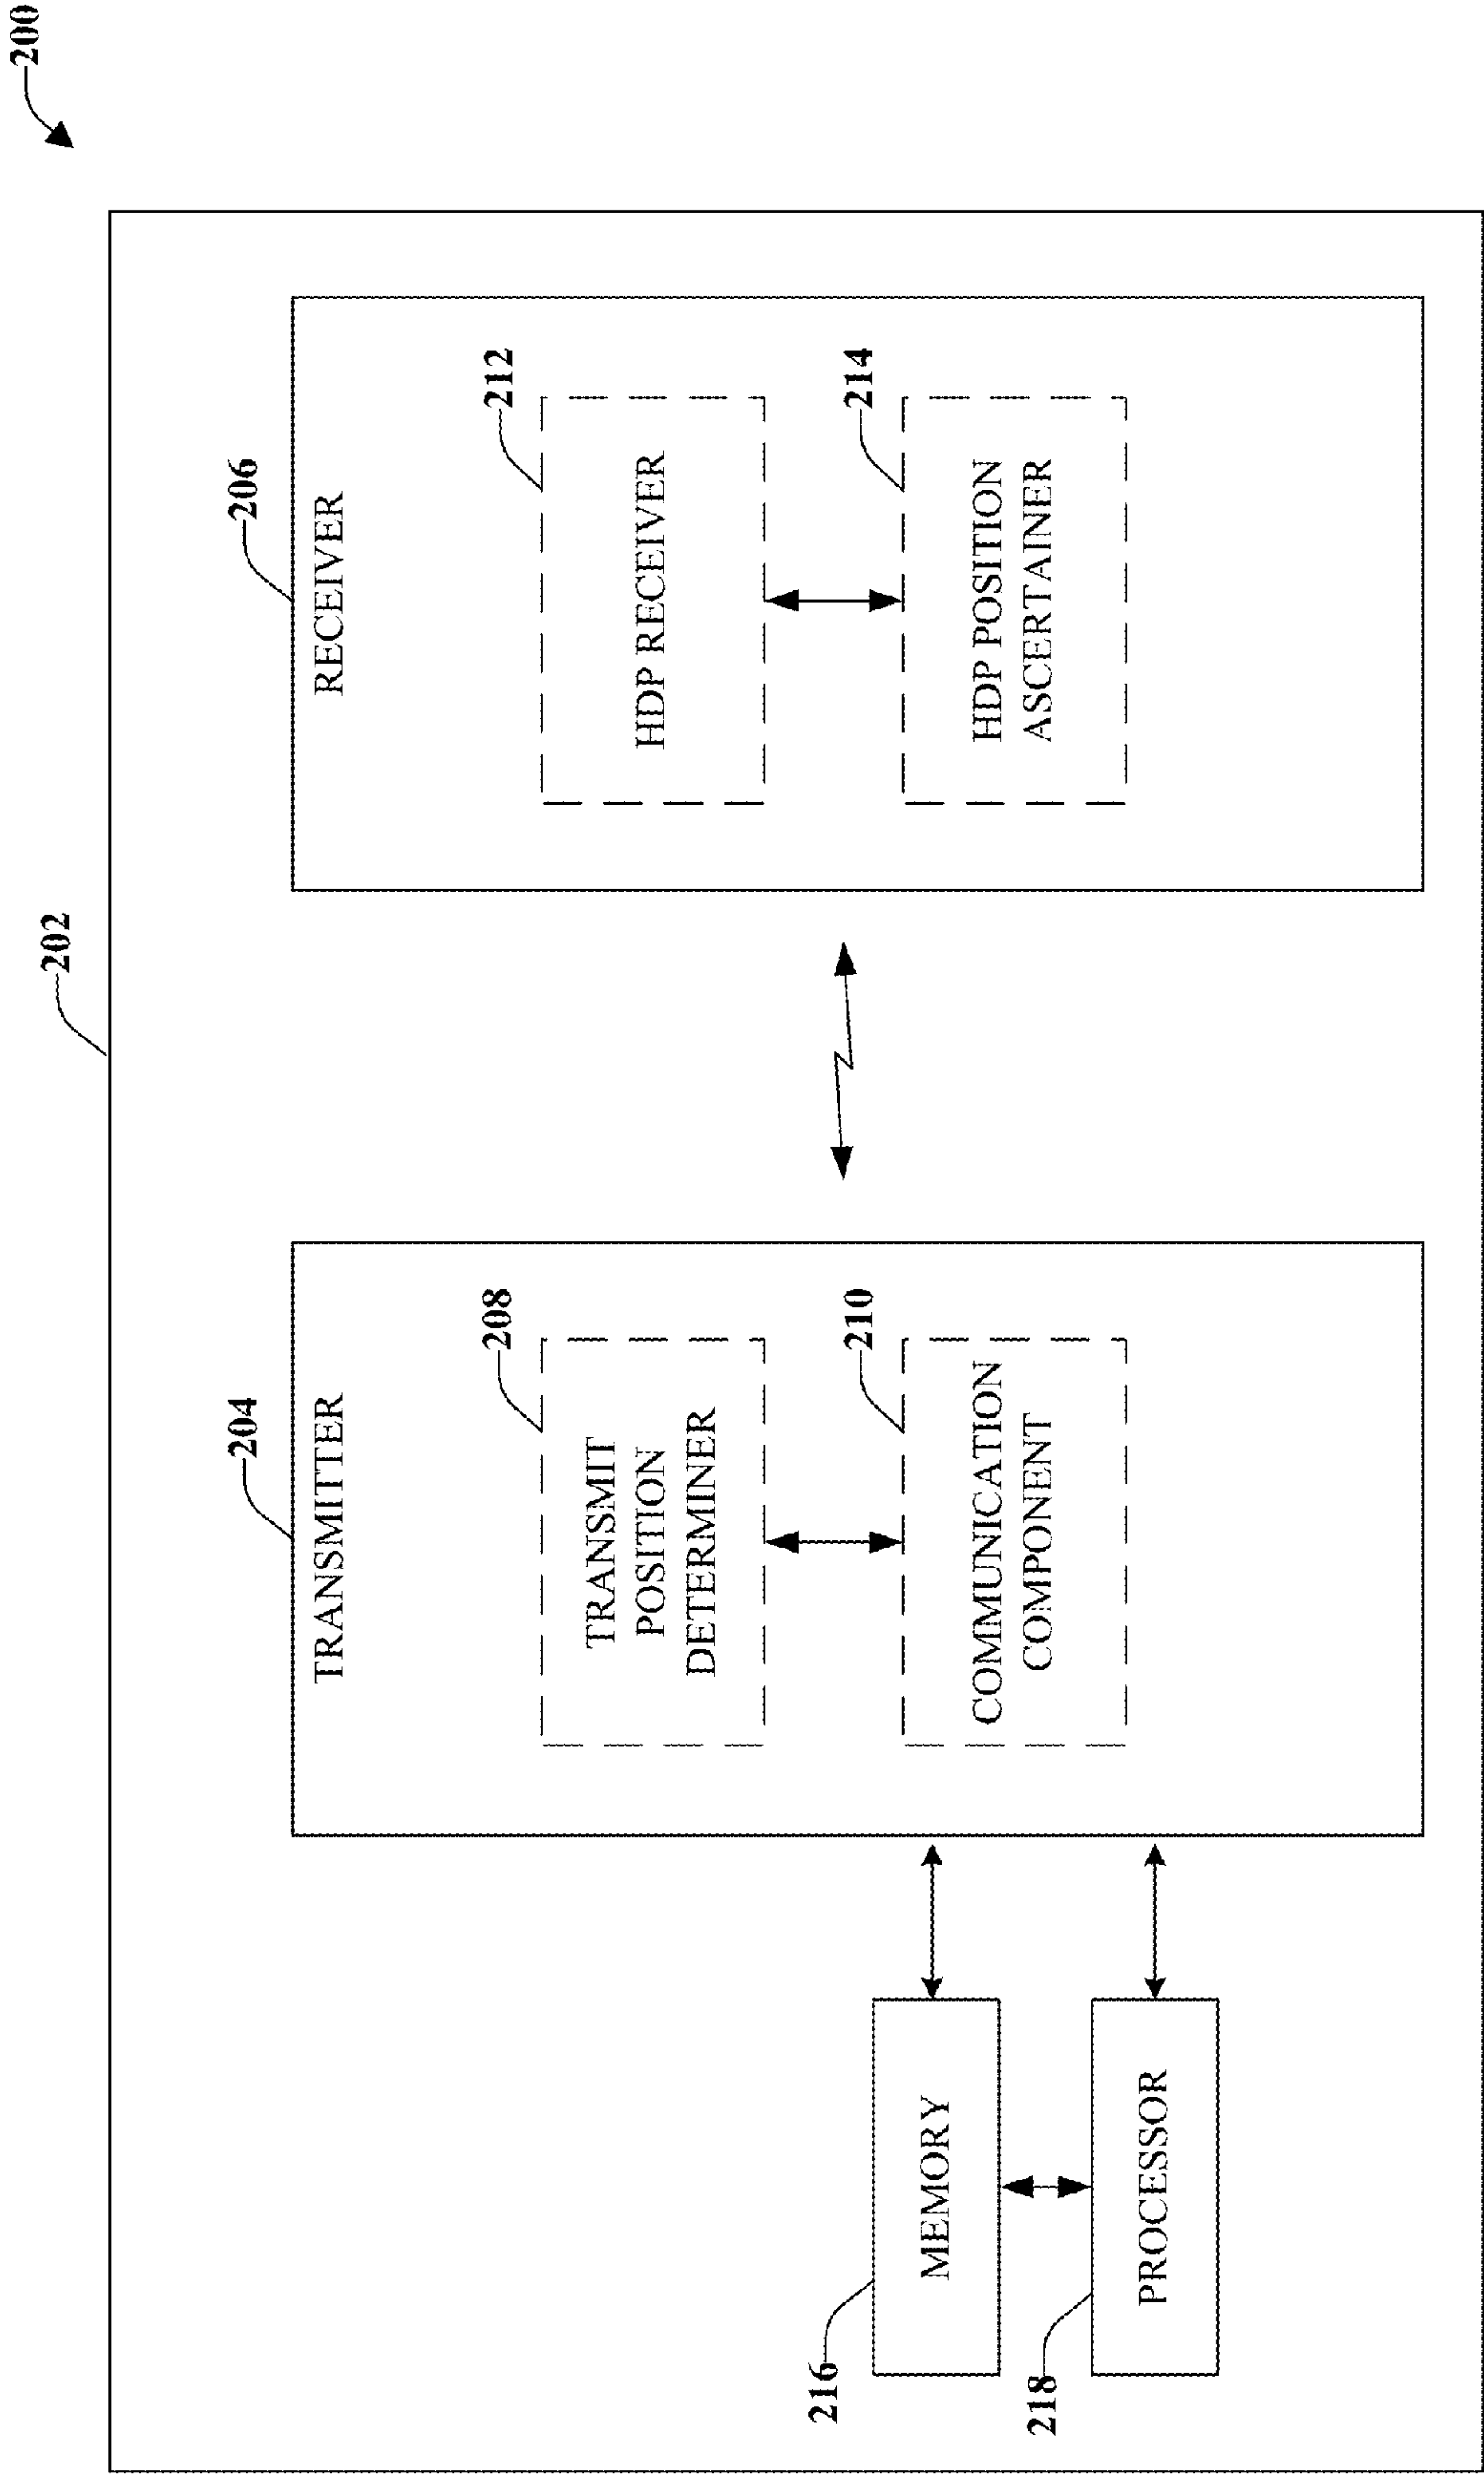 200
202
204
TRANSMITTER
206
RECEIVER
208
TRANSMIT
POSITION
DETERMINER
212
HDP RECEIVER
216
MEMORY
210
COMMUNICATION
COMPONENT
214
HDP POSITION
ASCERTAINER
218
PROCESSOR